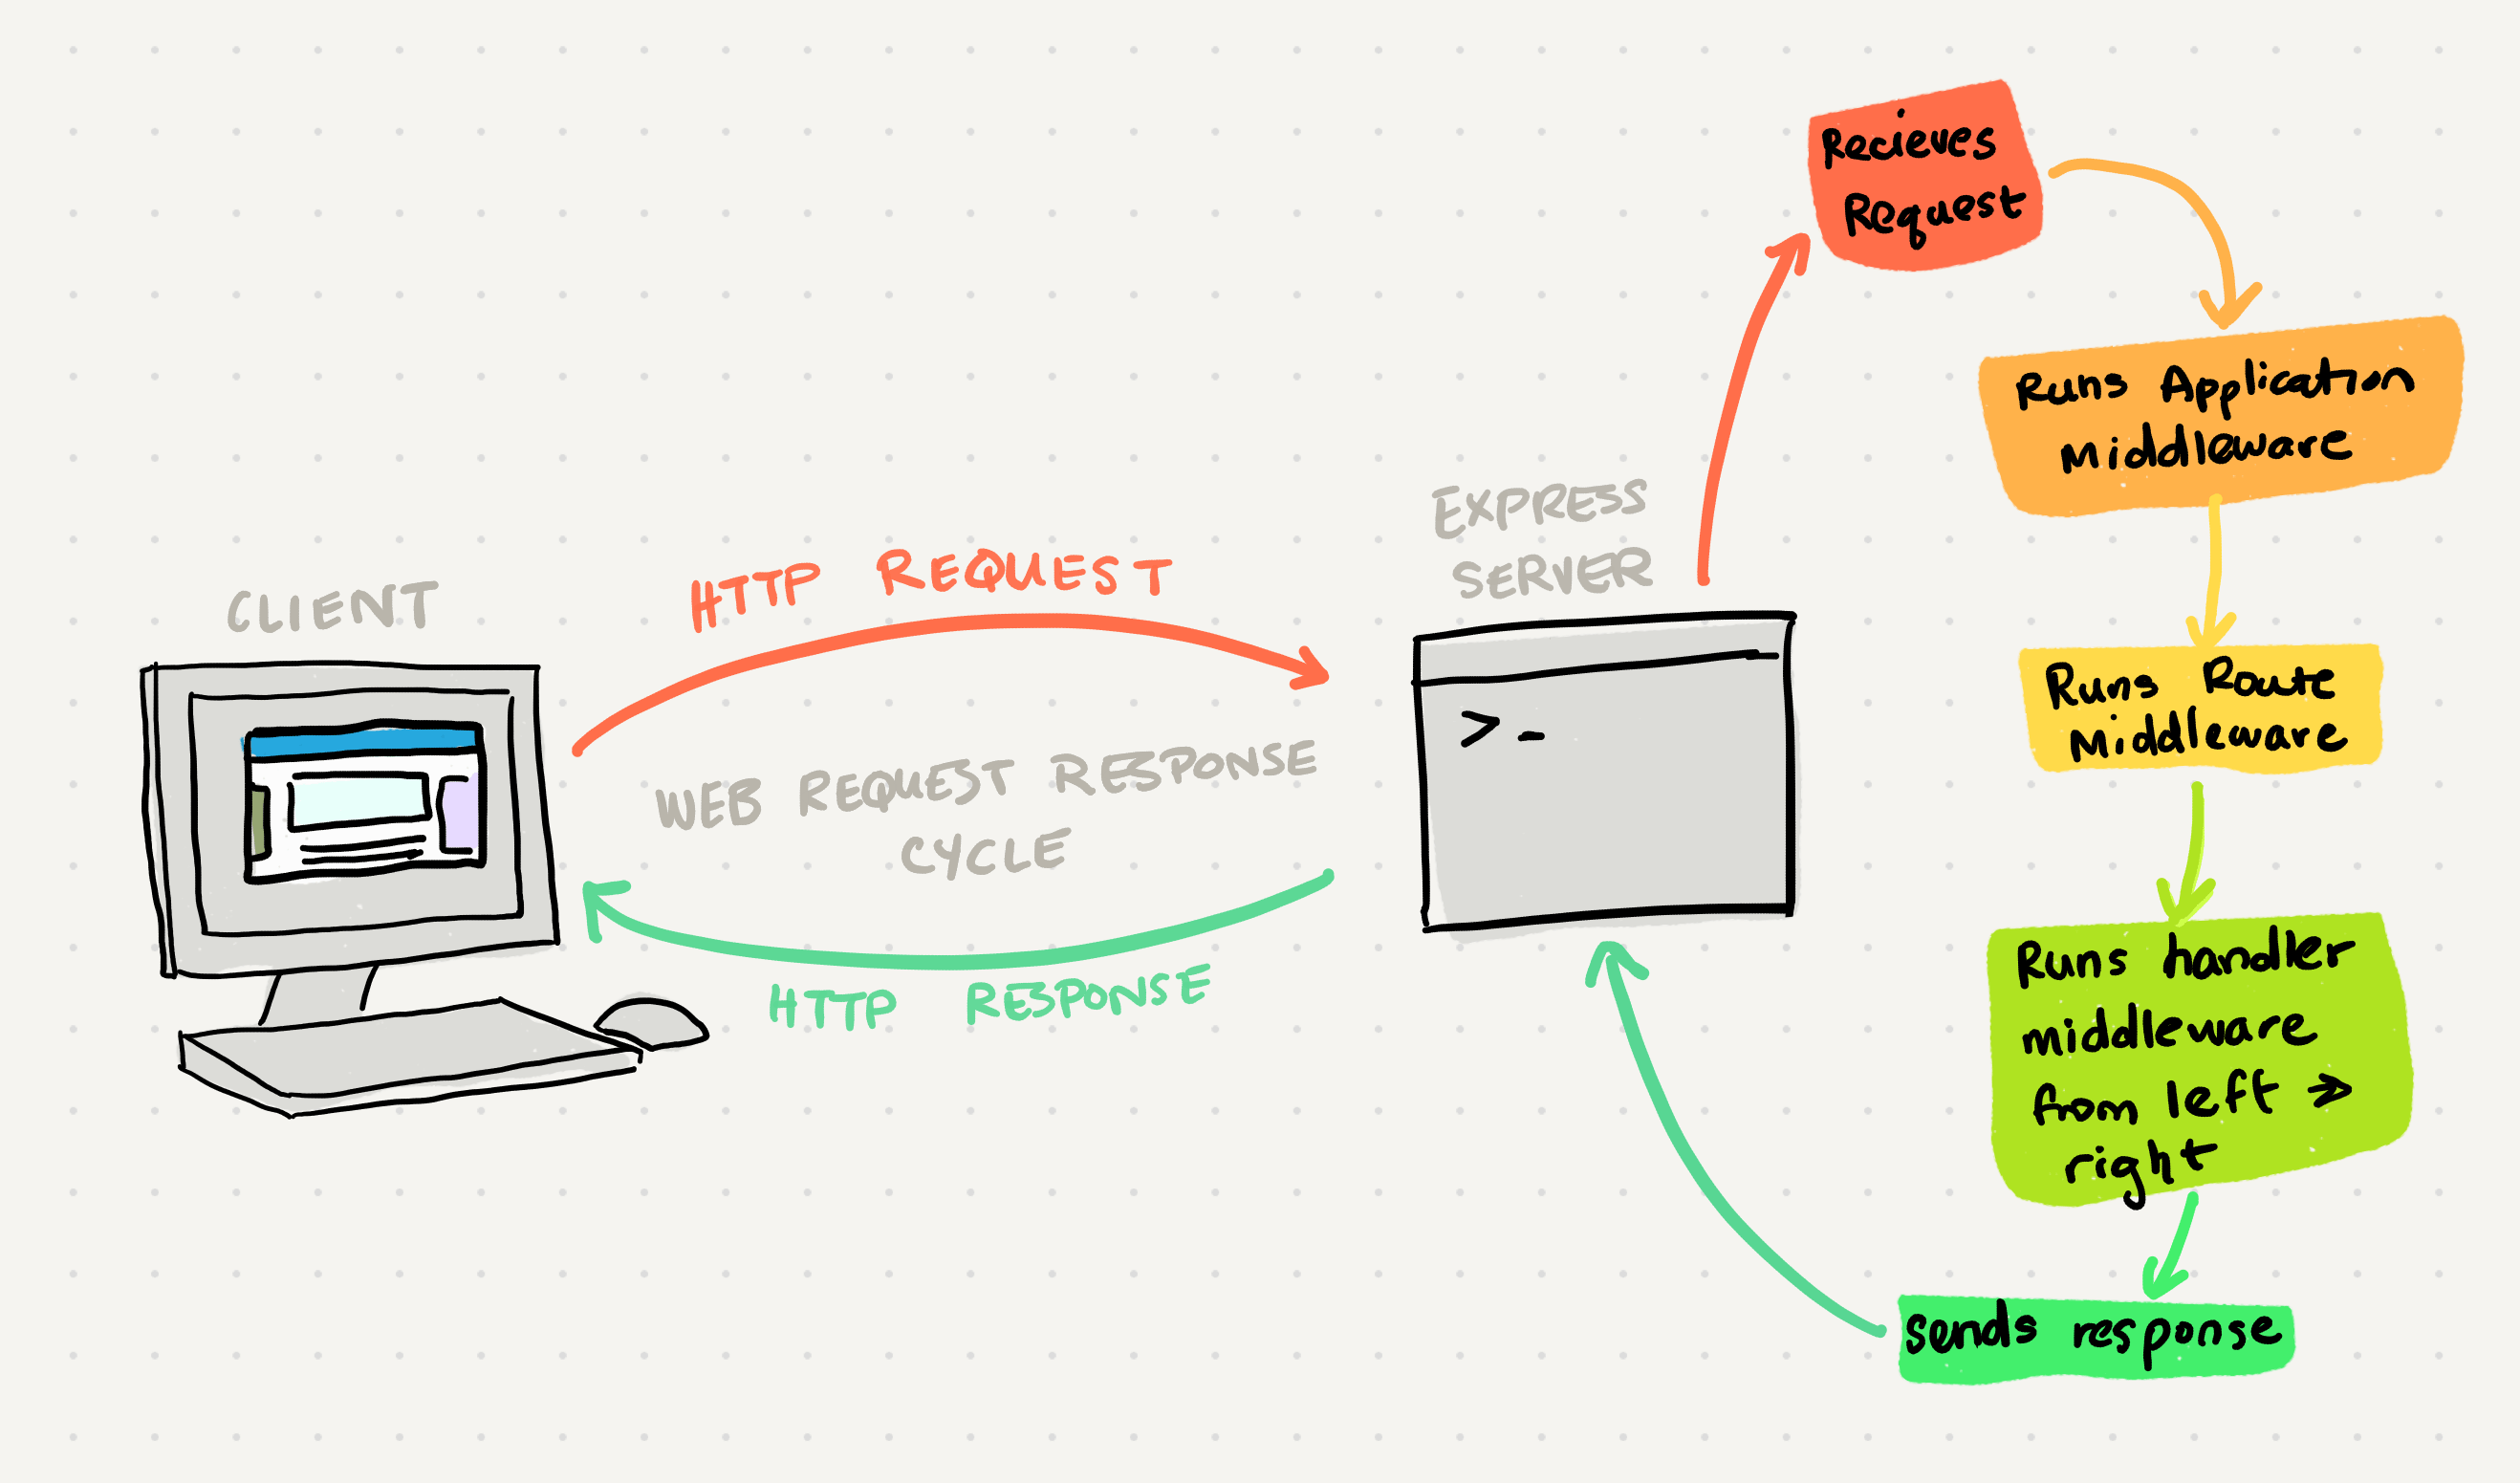 CLIENT
HTTP REQUEST
WEB REQUEST RESPONSE
CYCLE
HTTP RESPONSE
EXPRESS
SERVER
>-
Recieves
Request
Runs Application
Middleware
Runs Route
Middleware
Runs handler
middleware
from left →
right
sends response